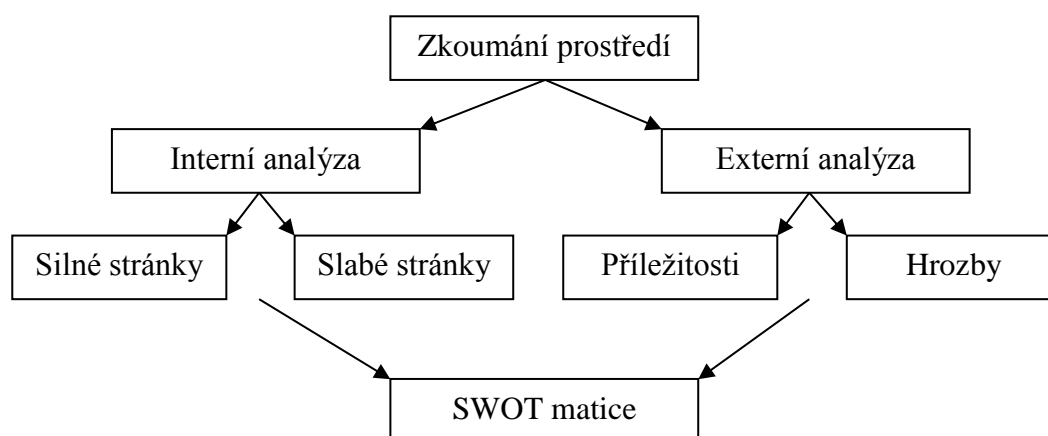 Zkoumání prostředí
Interní analýza
Externí analýza
Silné stránky
Slabé stránky
Příležitosti
Hrozby
SWOT matice